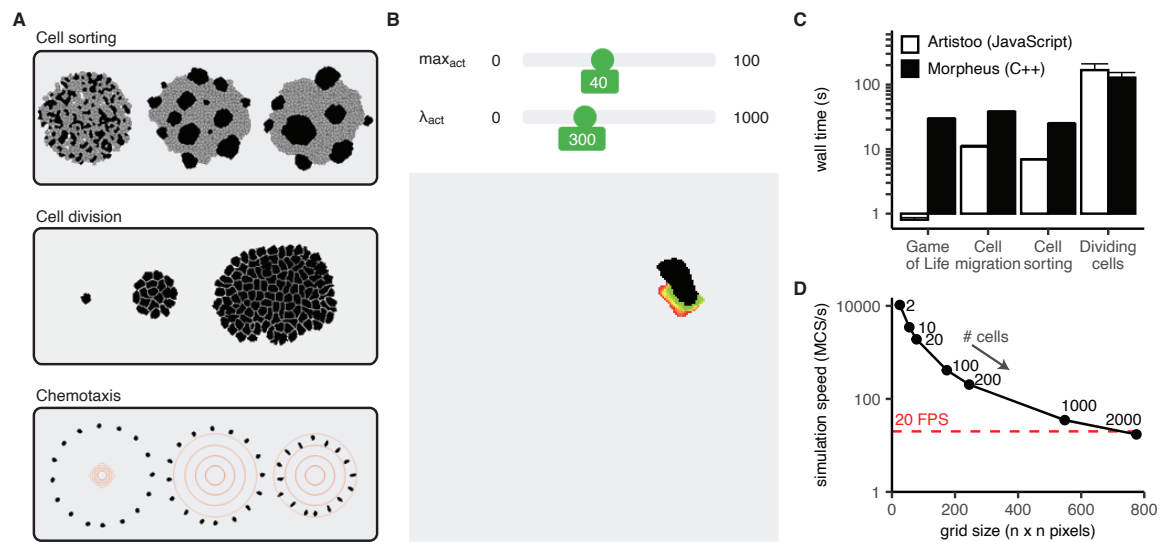 A
Cell sorting
Cell division
Chemotaxis
B
max_act 0 100
40
λ_act 0 1000
300
C
Artistoo (JavaScript)
Morpheus (C++)
wall time (s)
100
10
1
Game of Life
Cell migration
Cell sorting
Dividing cells
D
simulation speed (MCS/s)
10000
100
1
2
10
20
100
200
1000
2000
# cells
20 FPS
0 200 400 600 800
grid size (n x n pixels)